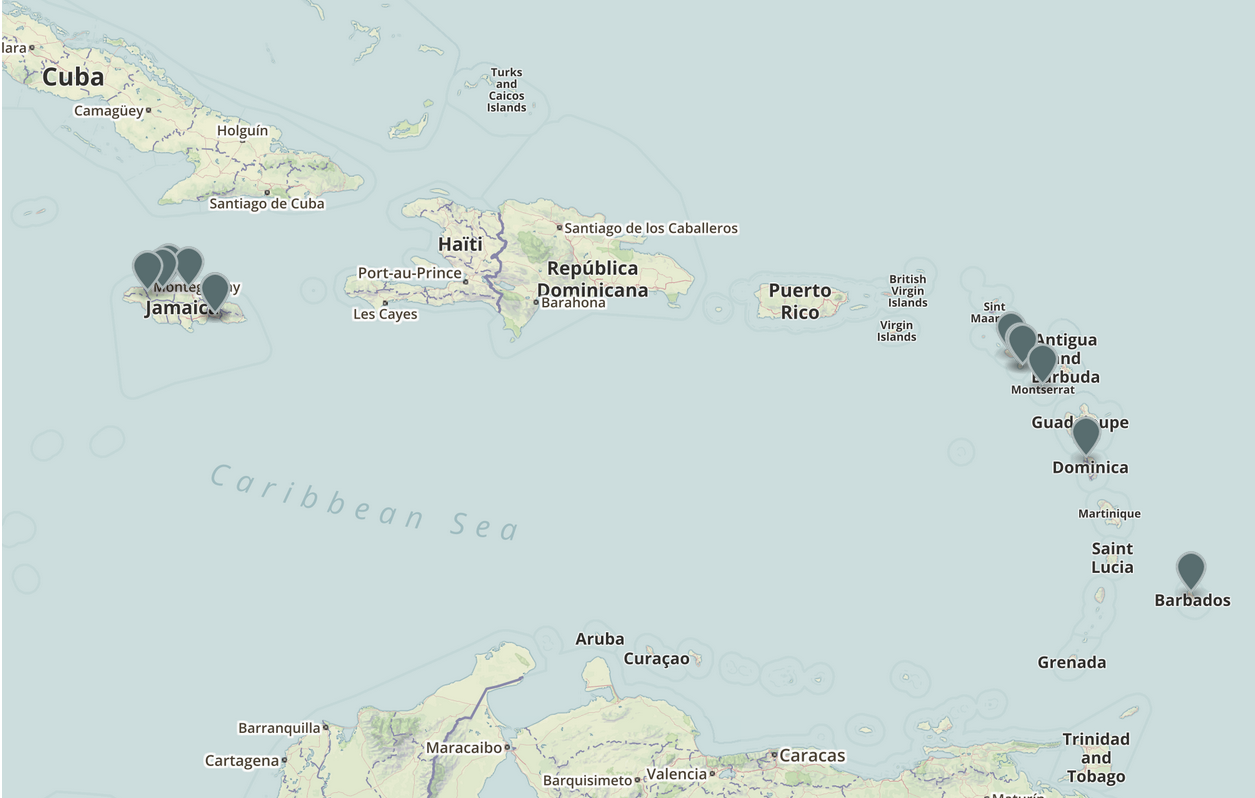 lara
Cuba
Turks
and
Caicos
Islands
Camagüey
Holguín
Santiago de Cuba
Santiago de los Caballeros
Haïti
Port-au-Prince
República
Dominicana
Barahona
Les Cayes
Jamaica
Puerto
Rico
British
Virgin
Islands
Virgin
Islands
Sint
Antigua
and
Barbuda
Montserrat
Guadeloupe
Dominica
Caribbean Sea
Martinique
Saint
Lucia
Barbados
Aruba
Curaçao
Grenada
Barranquilla
Cartagena
Maracaibo
Caracas
Barquisimeto
Valencia
Trinidad
and
Tobago